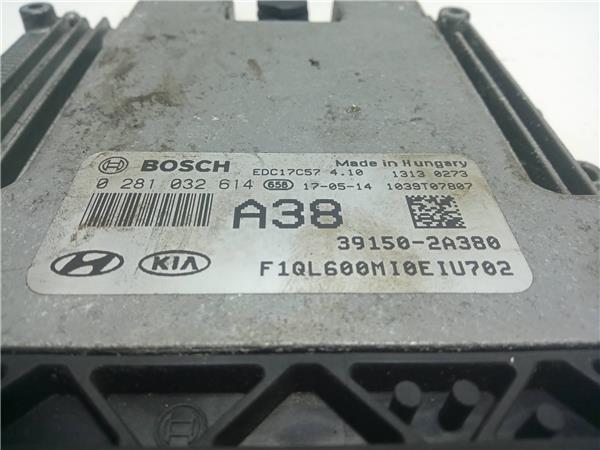 BOSCH EDC17C57 4.10 Made in Hungary
0 281 032 614 658 17-05-14 1313 0273
1039T07807
A38
39150-2A380
KIA F1QL600MI0EIU702